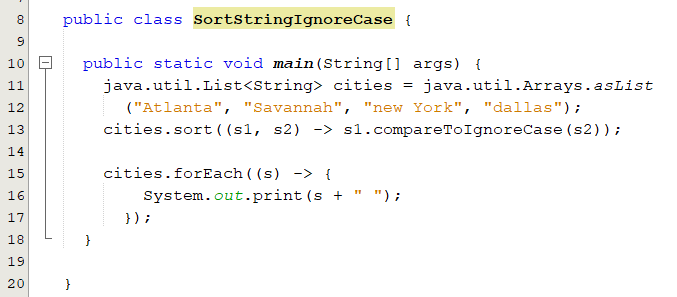 8 public class SortStringIgnoreCase {
9
10 public static void main(String[] args) {
11 java.util.List<String> cities = java.util.Arrays.asList
12 ("Atlanta", "Savannah", "new York", "dallas");
13 cities.sort((s1, s2) -> s1.compareToIgnoreCase(s2));
14
15 cities.forEach((s) -> {
16 System.out.print(s + " ");
17 });
18 }
19
20 }